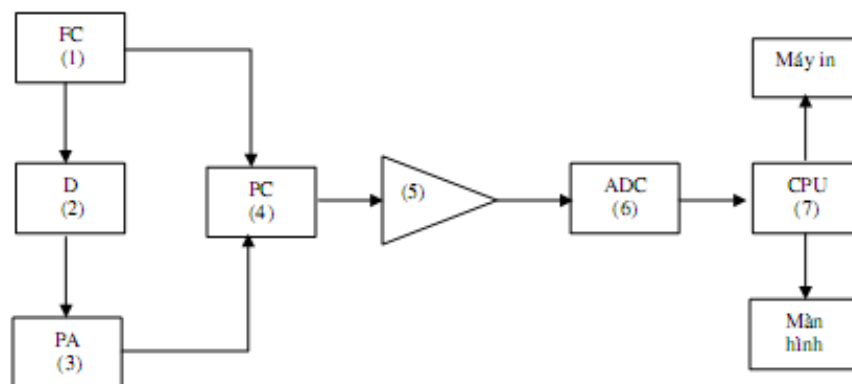 FC
(1)
Máy in
D
(2)
PC
(4)
(5)
ADC
(6)
CPU
(7)
PA
(3)
Màn
hình